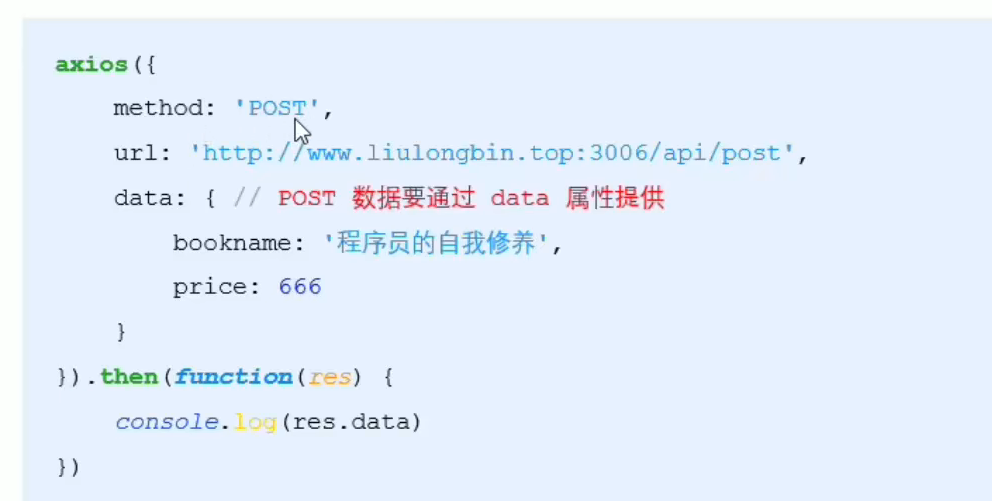 axios({
method: 'POST',
url: 'http://www.liulongbin.top:3006/api/post',
data: { // POST 数据要通过 data 属性提供
bookname: '程序员的自我修养',
price: 666
}
}).then(function(res) {
console.log(res.data)
})